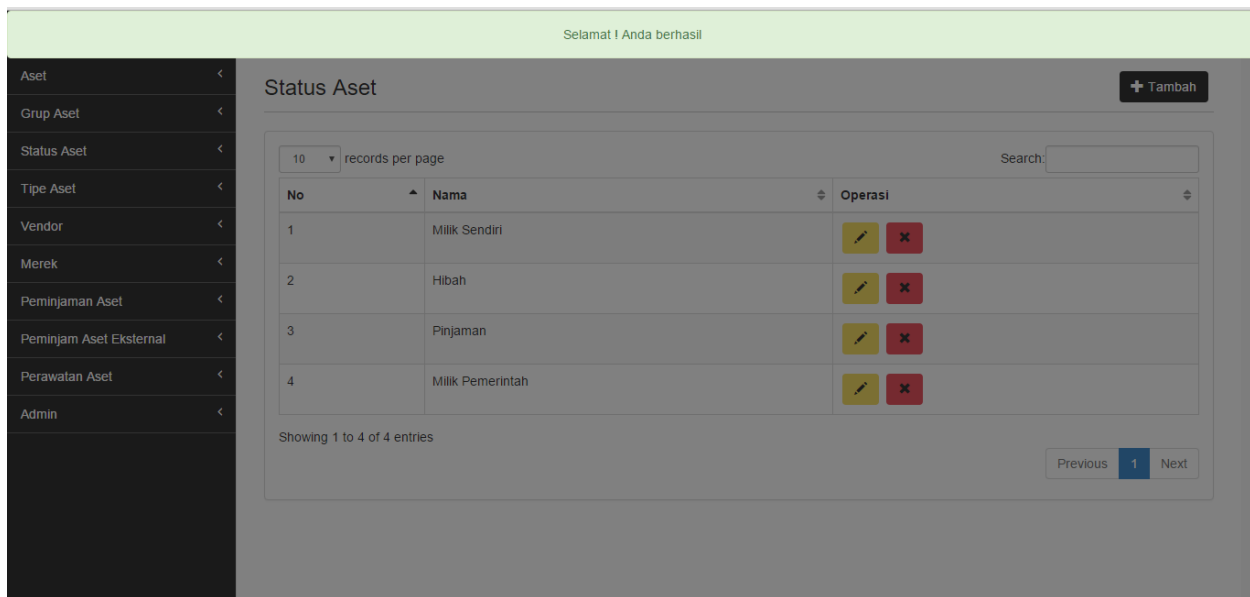 Selamat ! Anda berhasil
Aset
Grup Aset
Status Aset
Tipe Aset
Vendor
Merek
Peminjaman Aset
Peminjam Aset Eksternal
Perawatan Aset
Admin
Status Aset
Tambah
10 records per page
Search:
No Nama Operasi
1 Milik Sendiri
2 Hibah
3 Pinjaman
4 Milik Pemerintah
Showing 1 to 4 of 4 entries
Previous 1 Next